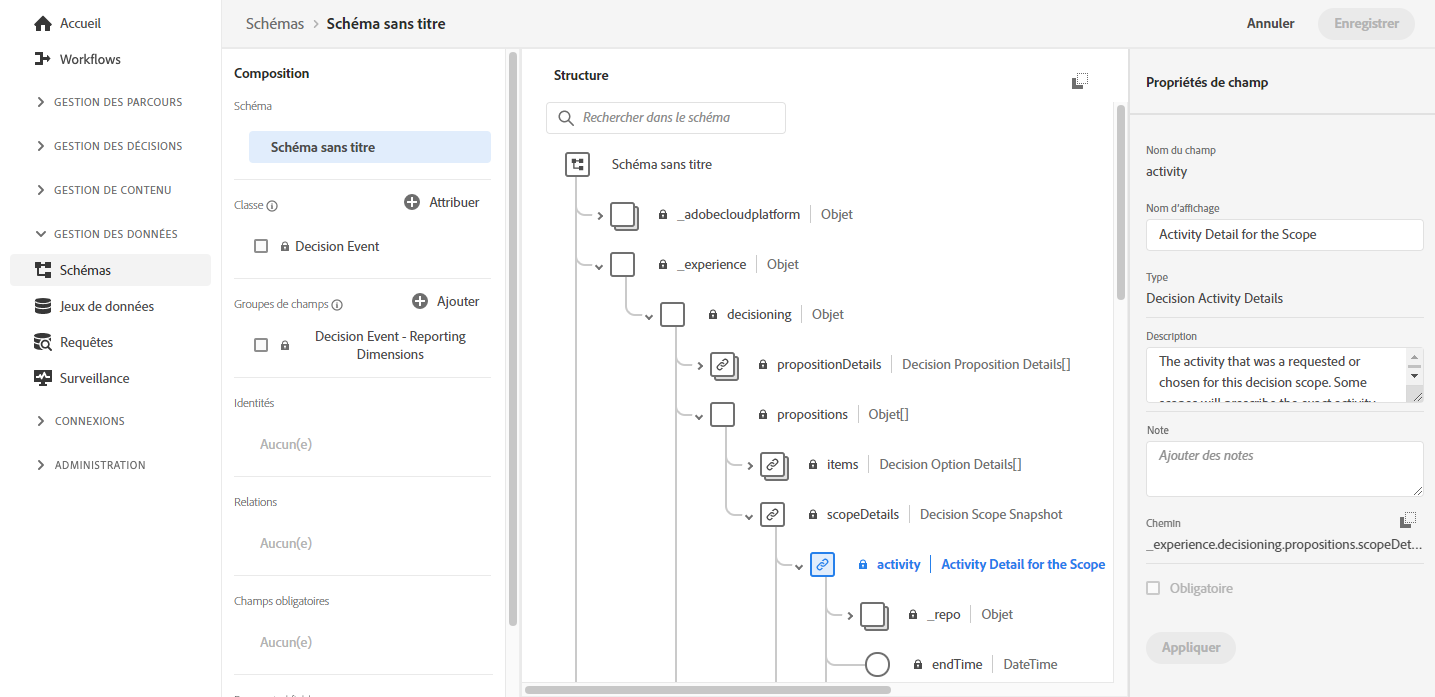 Accueil
Workflows
GESTION DES PARCOURS
GESTION DES DÉCISIONS
GESTION DE CONTENU
GESTION DES DONNÉES
Schémas
Jeux de données
Requêtes
Surveillance
CONNEXIONS
ADMINISTRATION
Schémas > Schéma sans titre
Annuler
Enregistrer
Composition
Schéma
Schéma sans titre
Classe
Attribuer
Decision Event
Groupes de champs
Ajouter
Decision Event - Reporting
Dimensions
Identités
Aucun(e)
Relations
Aucun(e)
Champs obligatoires
Aucun(e)
Structure
Rechercher dans le schéma
Schéma sans titre
_adobecloudplatform | Objet
_experience | Objet
decisioning | Objet
propositionDetails | Decision Proposition Details[]
propositions | Objet[]
items | Decision Option Details[]
scopeDetails | Decision Scope Snapshot
activity | Activity Detail for the Scope
_repo | Objet
endTime | DateTime
Propriétés de champ
Nom du champ
activity
Nom d'affichage
Activity Detail for the Scope
Type
Decision Activity Details
Description
The activity that was a requested or
chosen for this decision scope. Some
scopes will prescribe the exact activity
Note
Ajouter des notes
Chemin
_experience.decisioning.propositions.scopeDet...
Obligatoire
Appliquer